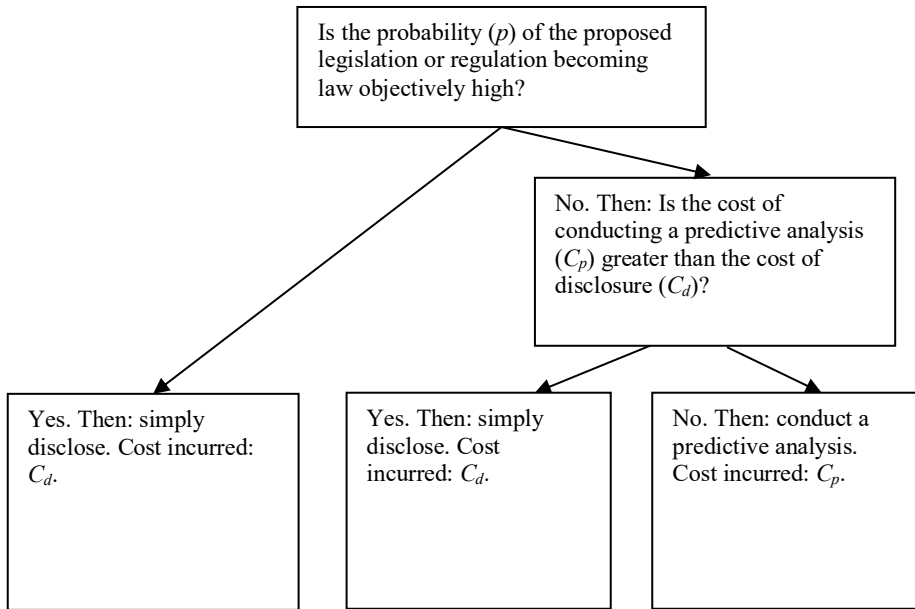 Is the probability (p) of the proposed
legislation or regulation becoming
law objectively high?
No. Then: Is the cost of
conducting a predictive analysis
(Cp) greater than the cost of
disclosure (Cd)?
Yes. Then: simply
disclose. Cost incurred:
Cd.
Yes. Then: simply
disclose. Cost
incurred: Cd.
No. Then: conduct a
predictive analysis.
Cost incurred: Cp.